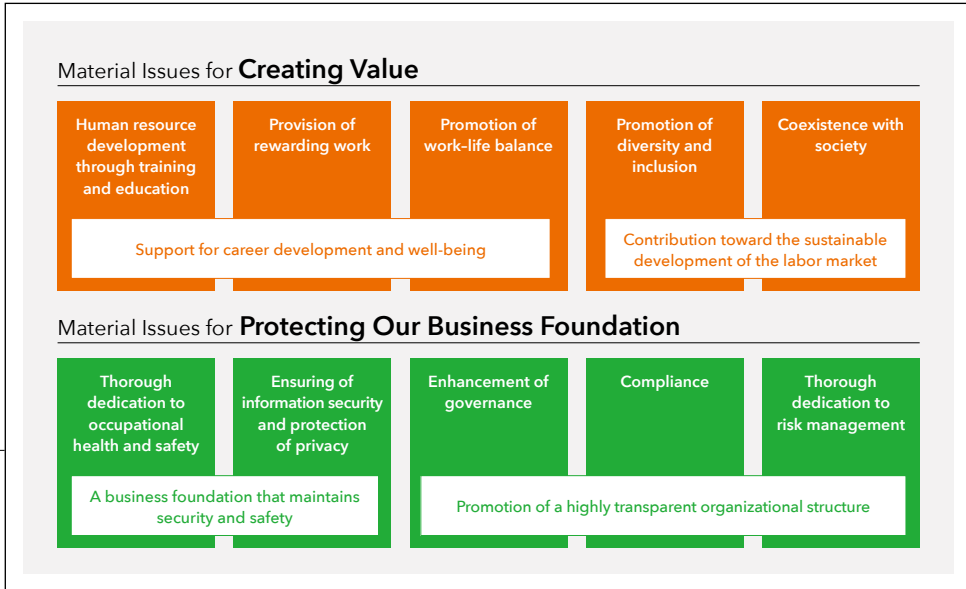 Material Issues for Creating Value
Human resource
development
through training
and education
Provision of
rewarding work
Promotion of
work–life balance
Promotion of
diversity and
inclusion
Coexistence with
society
Support for career development and well-being
Contribution toward the sustainable
development of the labor market
Material Issues for Protecting Our Business Foundation
Thorough
dedication to
occupational
health and safety
Ensuring of
information security
and protection
of privacy
Enhancement of
governance
Compliance
Thorough
dedication to
risk management
A business foundation that maintains
security and safety
Promotion of a highly transparent organizational structure